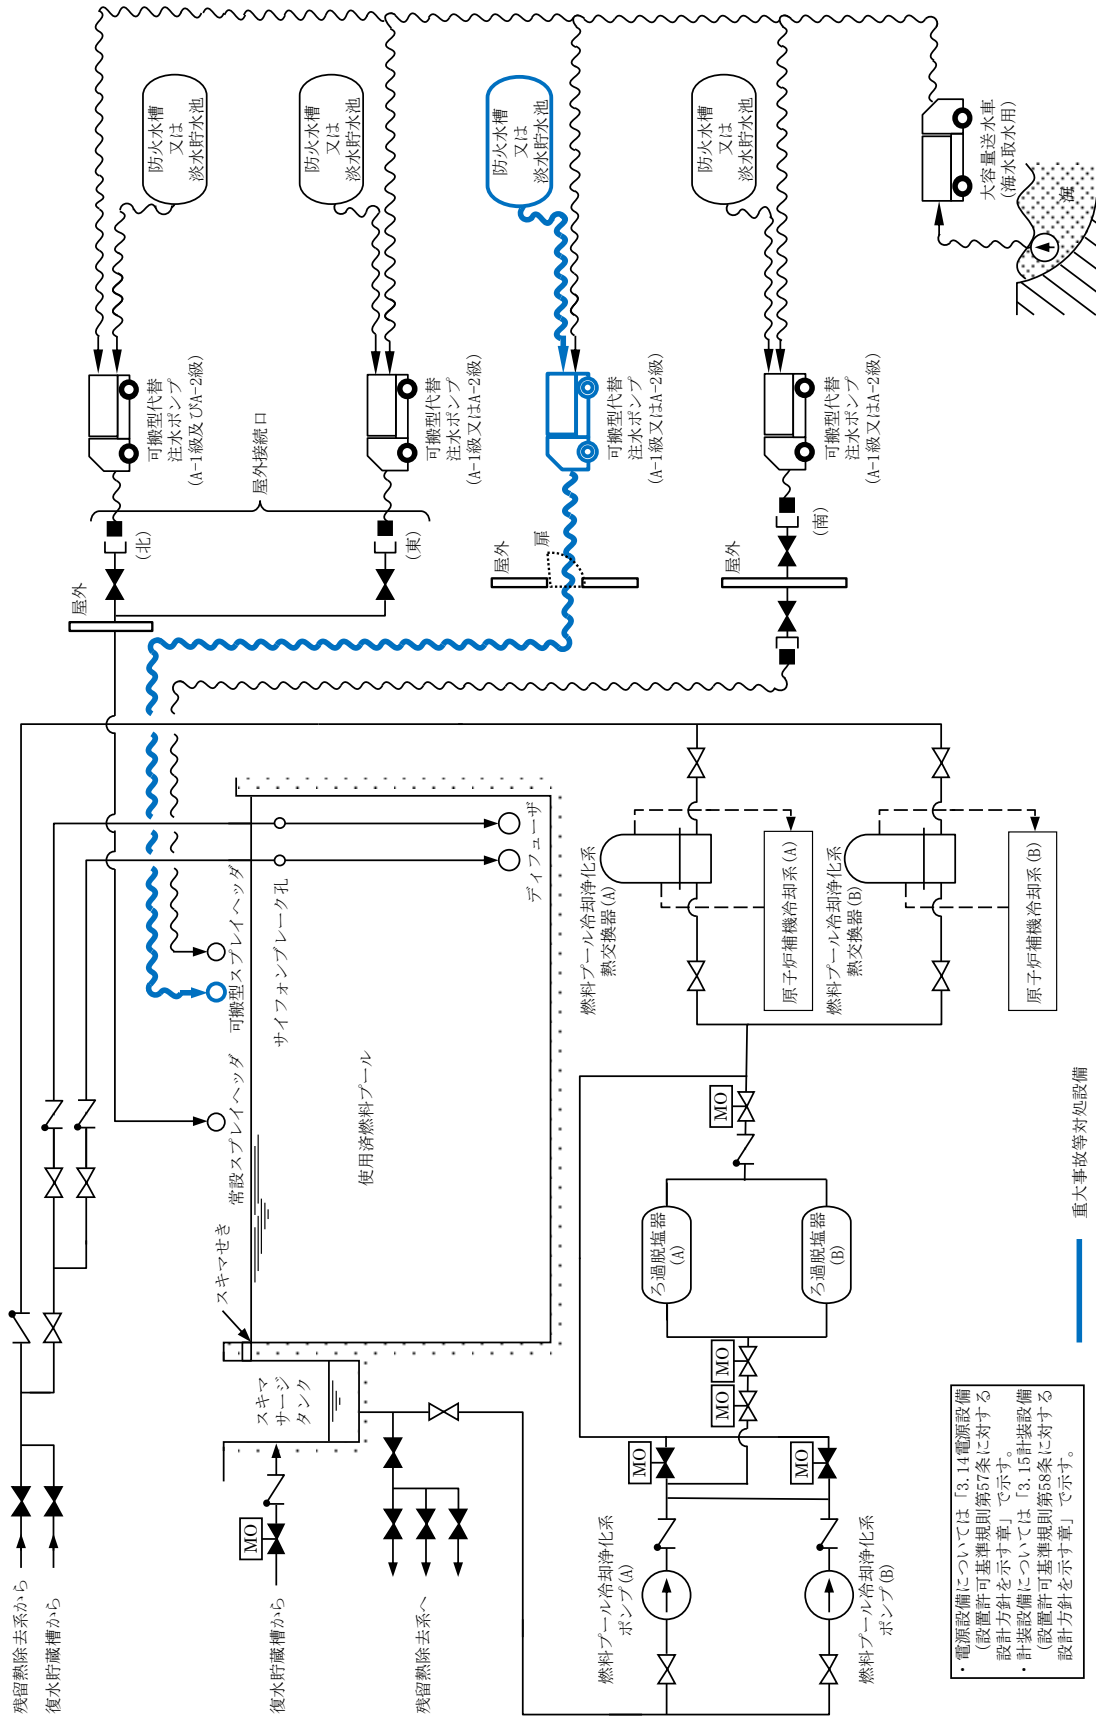 残留熱除去系から
復水貯蔵槽から
復水貯蔵槽から
MO
残留熱除去系へ
スキマ
サージ
タンク
スキマせき
常設スプレイヘッダ
可搬型スプレイヘッダ
サイフォンブレーク孔
ディフューザ
使用済燃料プール
屋外
(北)
(東)
屋外接続口
可搬型代替
注水ポンプ
(A-1級及びA-2級)
防火水槽
又は
淡水貯水池
可搬型代替
注水ポンプ
(A-1級又はA-2級)
防火水槽
又は
淡水貯水池
屋外
扉
可搬型代替
注水ポンプ
(A-1級又はA-2級)
防火水槽
又は
淡水貯水池
屋外
(南)
可搬型代替
注水ポンプ
(A-1級又はA-2級)
防火水槽
又は
淡水貯水池
大容量送水車
(海水取水用)
海
燃料プール冷却浄化系
ポンプ(A)
燃料プール冷却浄化系
ポンプ(B)
MO
MO
MO
MO
ろ過脱塩器
(A)
ろ過脱塩器
(B)
MO
燃料プール冷却浄化系
熱交換器(A)
原子炉補機冷却系(A)
燃料プール冷却浄化系
熱交換器(B)
原子炉補機冷却系(B)
・電源設備については「3.14電源設備
(設置許可基準規則第57条に対する
設計方針を示す章」で示す。
・計装設備については「3.15計装設備
(設置許可基準規則第58条に対する
設計方針を示す章」で示す。
重大事故等対処設備